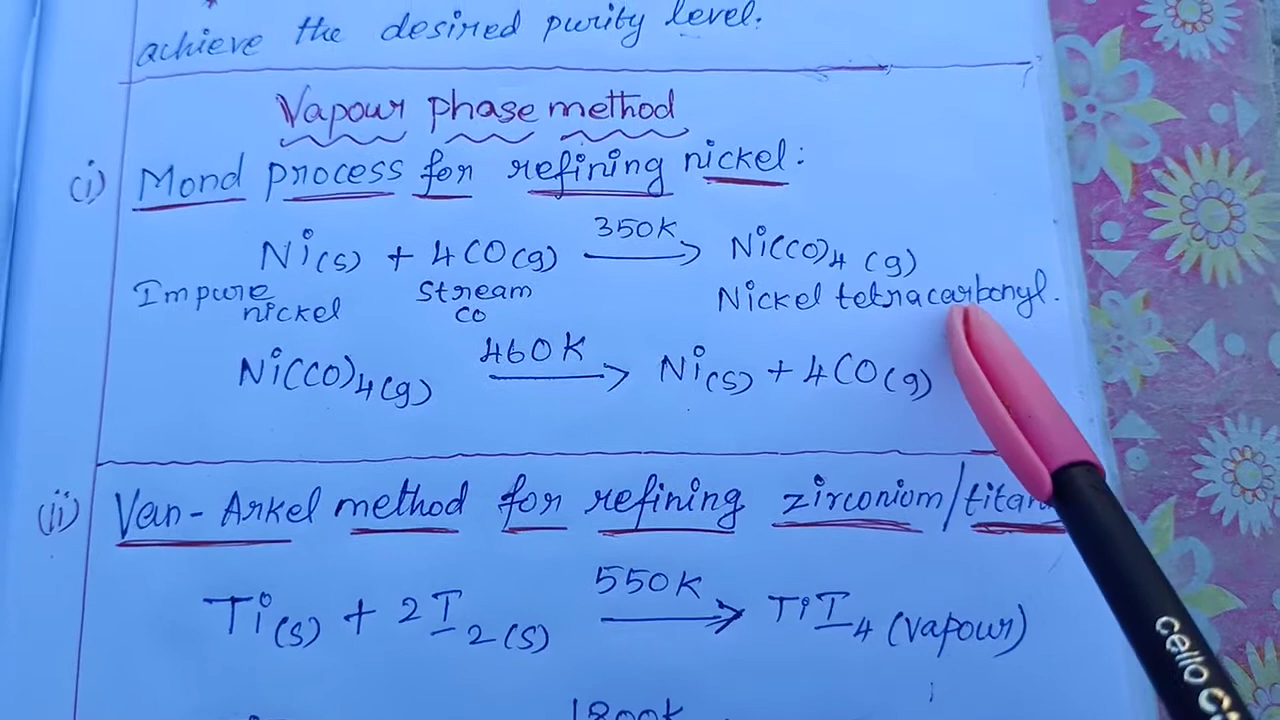 achieve the desired purity level.
Vapour phase method
(i) Mond process for refining nickel:
Ni(s) + 4CO(g) 350K → Ni(CO)4 (g)
Impure nickel Stream CO Nickel tetracarbonyl.
Ni(CO)4(g) 460K → Ni(s) + 4CO(g)
(ii) Van-Arkel method for refining zirconium/
Ti(s) + 2I2(s) 550K → TiI4 (vapour)
1800K
cello